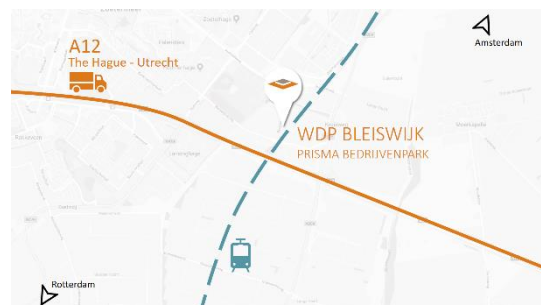 A12
The Hague - Utrecht
Amsterdam
WDP BLEISWIJK
PRISMA BEDRIJVENPARK
Rotterdam